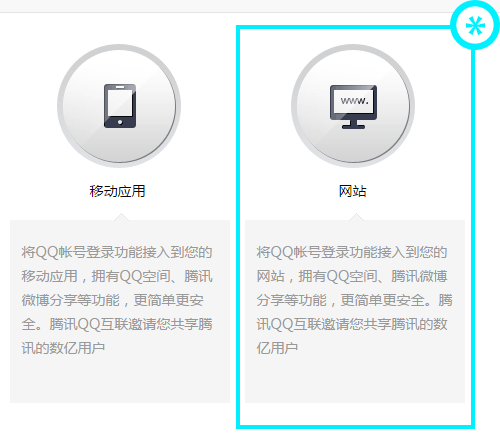 WWW.
移动应用
网站
将QQ帐号登录功能接入到您的
移动应用，拥有QQ空间、腾讯
微博分享等功能，更简单更安
全。腾讯QQ互联邀请您共享腾
讯的数亿用户
将QQ帐号登录功能接入到您的
网站，拥有QQ空间、腾讯微博
分享等功能，更简单更安全。腾
讯QQ互联邀请您共享腾讯的数
亿用户